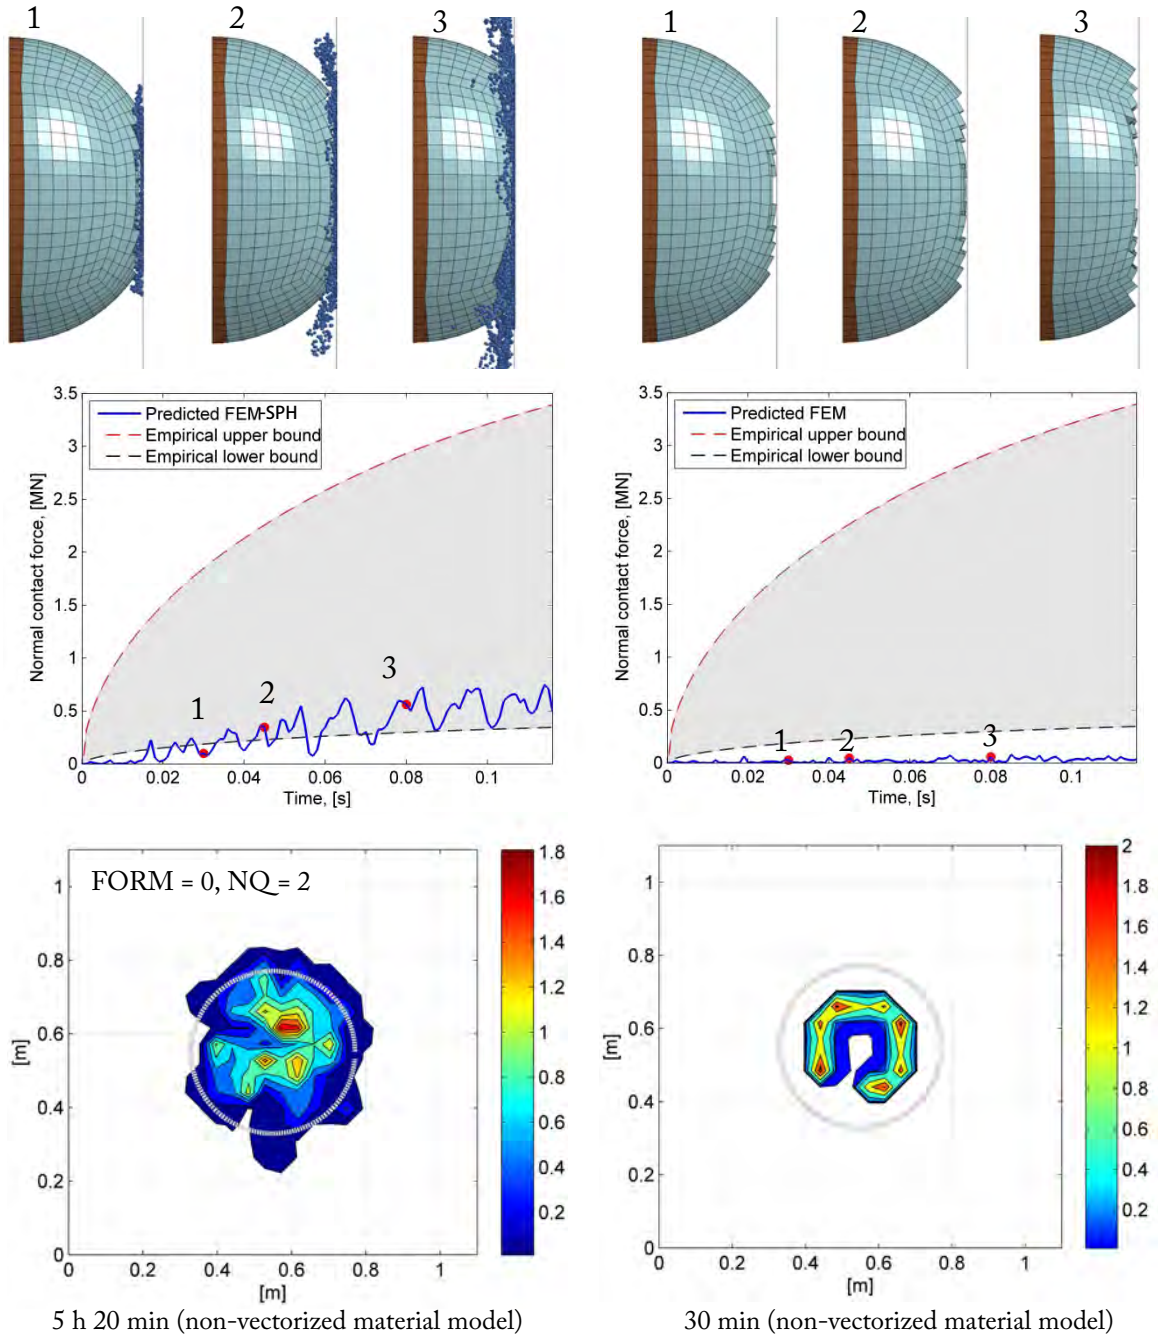 1 2 3
1 2 3
3.5
3
2.5
2
1.5
1
0.5
0
Normal contact force, [MN]
Predicted FEM-SPH
Empirical upper bound
Empirical lower bound
1 2 3
0 0.02 0.04 0.06 0.08 0.1
Time, [s]
3.5
3
2.5
2
1.5
1
0.5
0
Normal contact force, [MN]
Predicted FEM
Empirical upper bound
Empirical lower bound
1 2 3
0 0.02 0.04 0.06 0.08 0.1
Time, [s]
FORM = 0, NQ = 2
1
0.8
0.6
0.4
0.2
0
[m]
0 0.2 0.4 0.6 0.8 1
[m]
1.8
1.6
1.4
1.2
1
0.8
0.6
0.4
0.2
1
0.8
0.6
0.4
0.2
0
[m]
0 0.2 0.4 0.6 0.8 1
[m]
2
1.8
1.6
1.4
1.2
1
0.8
0.6
0.4
0.2
5 h 20 min (non-vectorized material model)
30 min (non-vectorized material model)